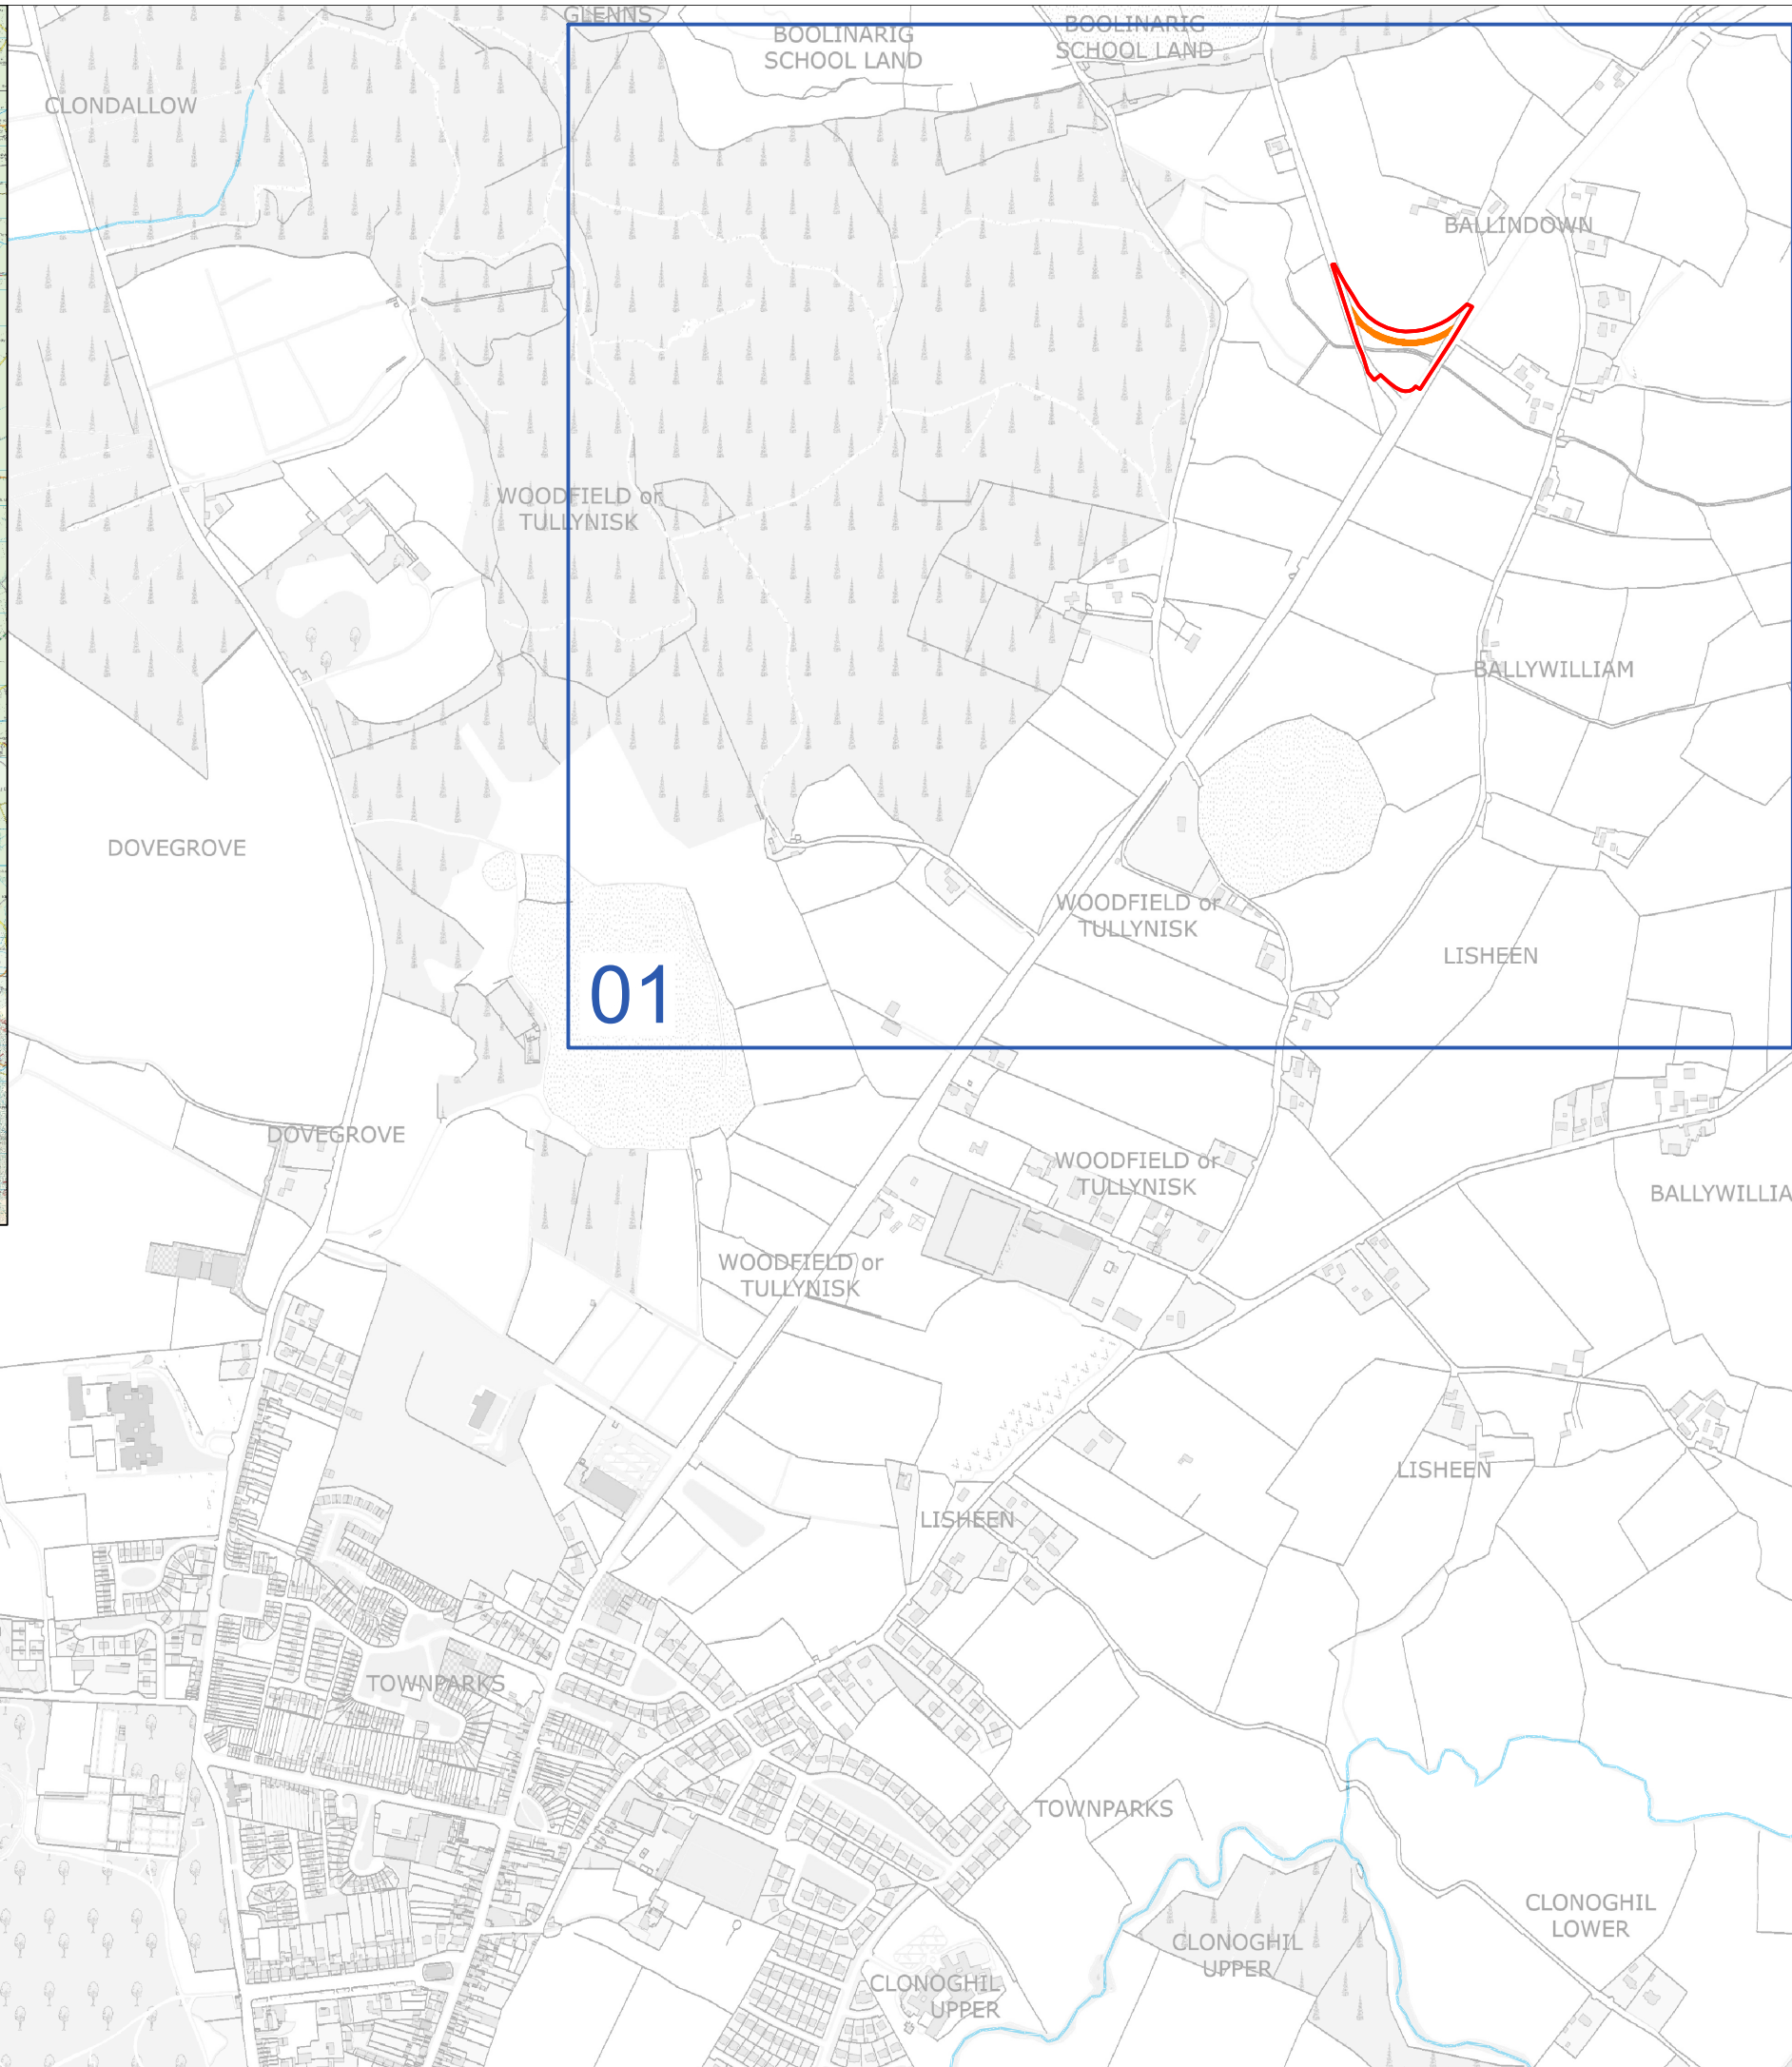 GLENNS
BOOLINARIG
SCHOOL LAND
BOOLINARIG
SCHOOL LAND
CLONDALLOW
BALLINDOWN
WOODFIELD or
TULLYNISK
BALLYWILLIAM
DOVEGROVE
WOODFIELD or
TULLYNISK
LISHEEN
01
DOVEGROVE
WOODFIELD or
TULLYNISK
BALLYWILLIA
WOODFIELD or
TULLYNISK
LISHEEN
LISHEEN
TOWNPARKS
TOWNPARKS
CLONOGHIL
LOWER
CLONOGHIL
UPPER
CLONOGHIL
UPPER